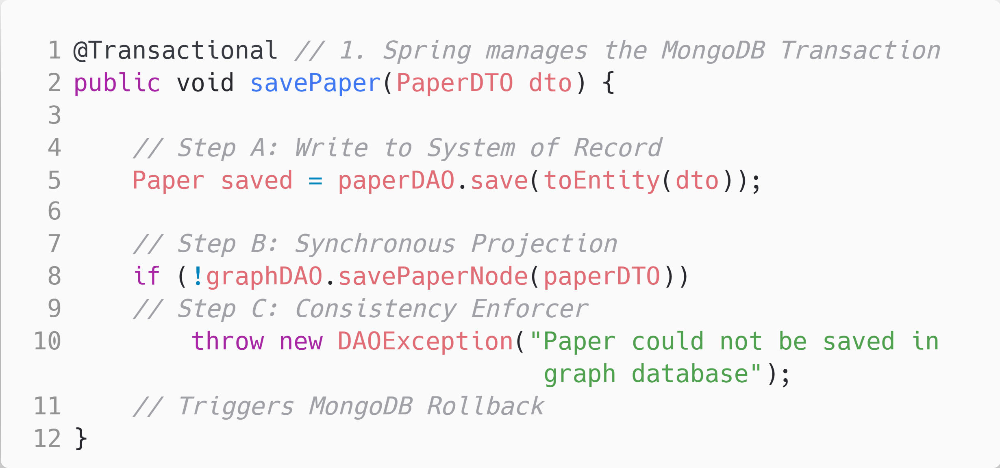 1 @Transactional // 1. Spring manages the MongoDB Transaction
2 public void savePaper(PaperDTO dto) {
3
4     // Step A: Write to System of Record
5     Paper saved = paperDAO.save(toEntity(dto));
6
7     // Step B: Synchronous Projection
8     if (!graphDAO.savePaperNode(paperDTO))
9     // Step C: Consistency Enforcer
10         throw new DAOException("Paper could not be saved in
graph database");
11     // Triggers MongoDB Rollback
12 }